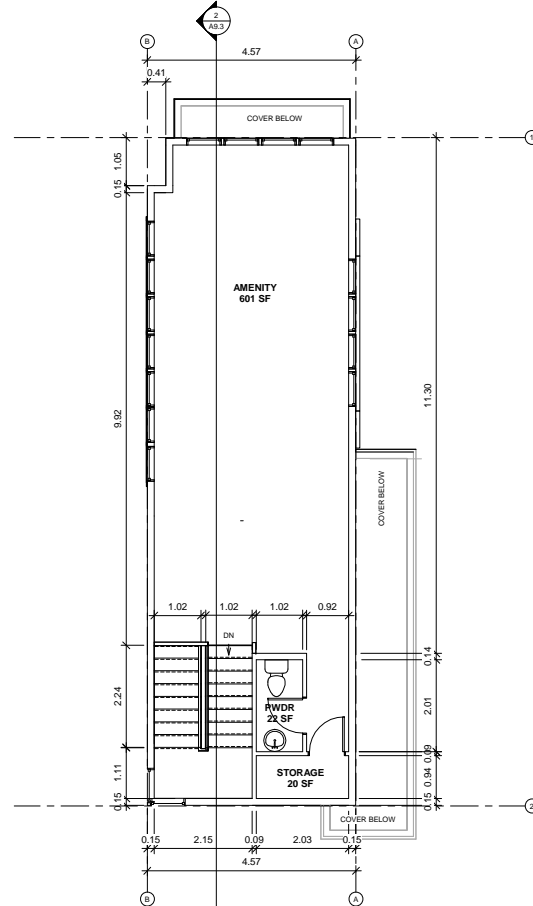 2
A9.3
B
A
4.57
0.41
COVER BELOW
1
1.05
0.15
AMENITY
601 SF
9.92
11.30
COVER BELOW
-
1.02
1.02
1.02
0.92
DN
0.14
2.24
2.01
PWDR
22 SF
0.09
STORAGE
20 SF
1.11
0.94
0.15
0.15
2
COVER BELOW
0.15
2.15
0.09
2.03
0.15
4.57
B
A